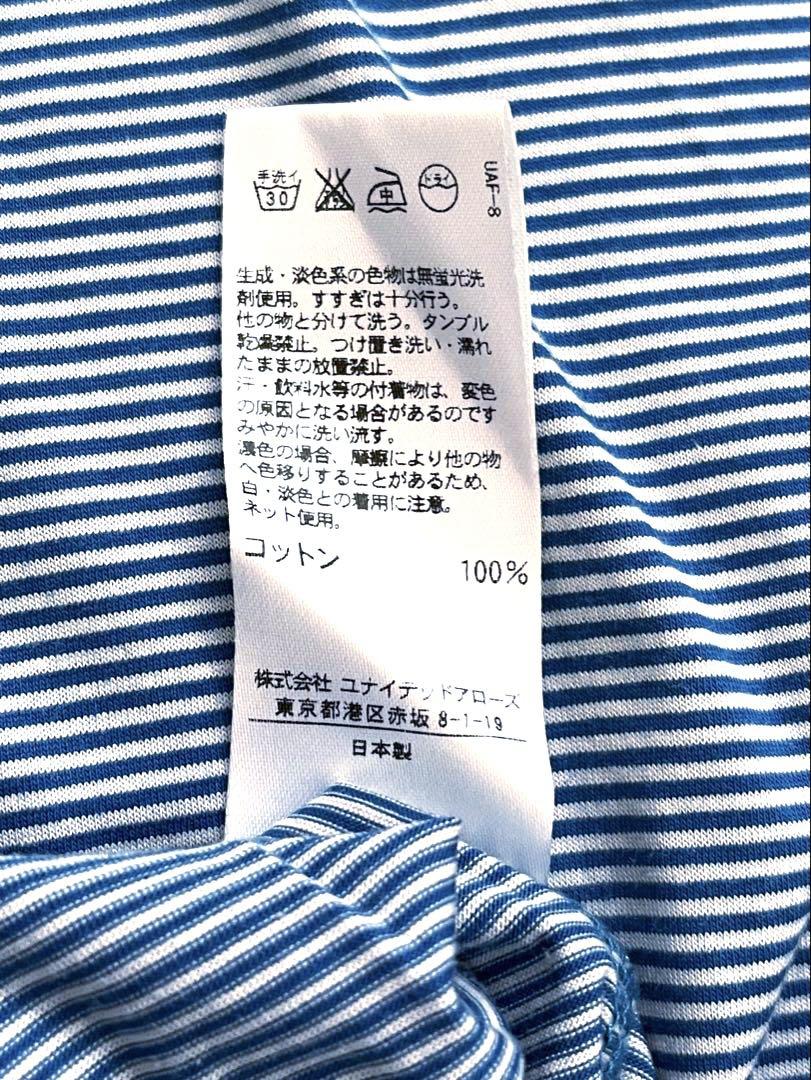 手洗イ
30
中
ドライ
UAF-8
生成・淡色系の色物は無蛍光洗
剤使用。すすぎは十分行う。
他の物と分けて洗う。タンブル
乾燥禁止。つけ置き洗い・濡れ
たままの放置禁止。
汗・飲料水等の付着物は、変色
の原因となる場合があるのです
みやかに洗い流す。
濃色の場合、摩擦により他の物
へ色移りすることがあるため、
白・淡色との着用に注意。
ネット使用。
コットン 100%
株式会社 ユナイテッドアローズ
東京都港区赤坂 8-1-19
日本製